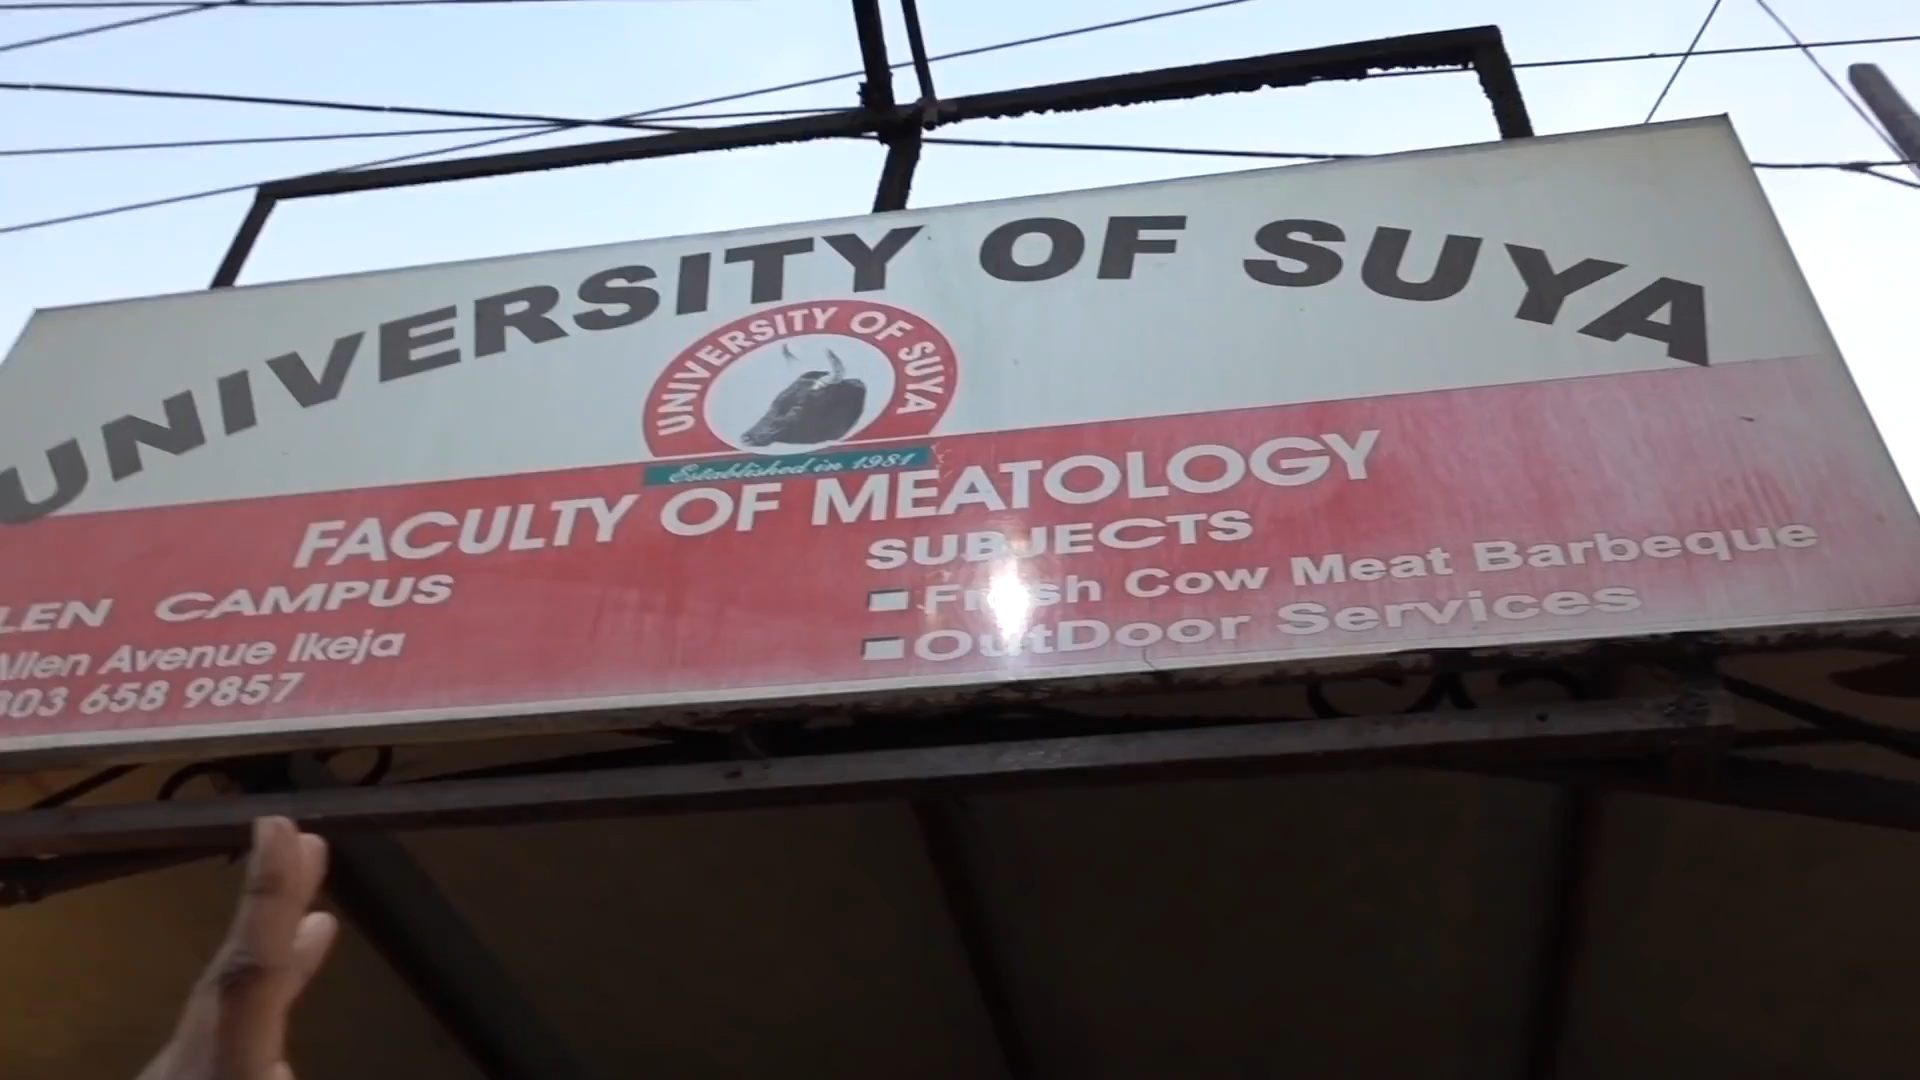 UNIVERSITY OF SUYA
UNIVERSITY OF SUYA
Established in 1981
FACULTY OF MEATOLOGY
LEN CAMPUS
Allen Avenue Ikeja
803 658 9857
SUBJECTS
Fresh Cow Meat Barbeque
OutDoor Services